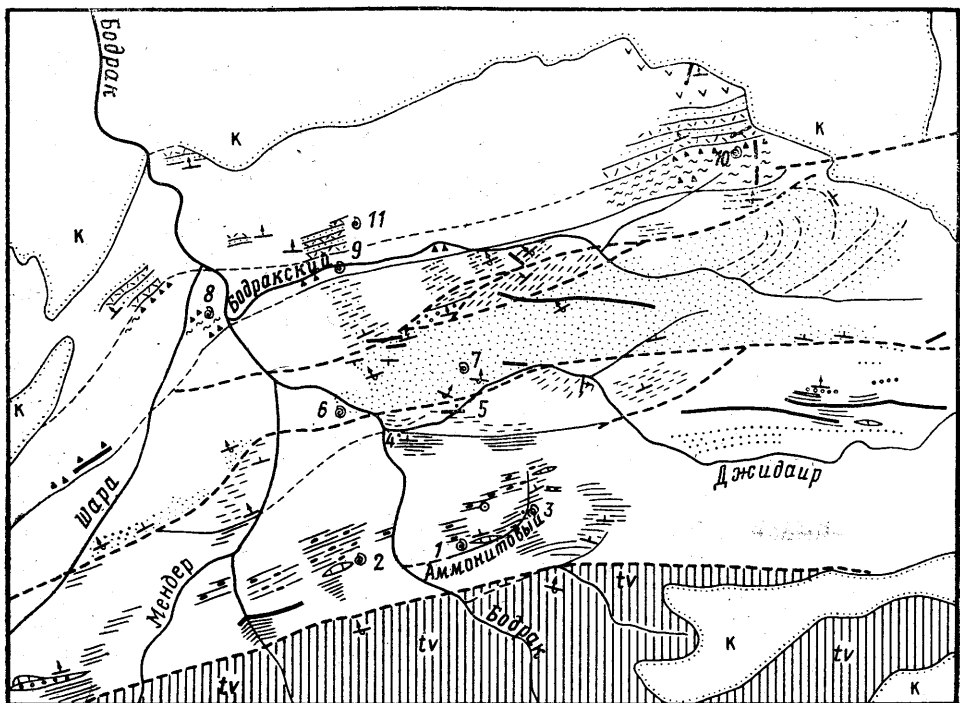 Бодрак
К
К
К
10
11
9
Бодракский
8
К
7
6
5
4
Джидаир
Шара
3
1
Аммонитовый
2
Мендер
tv
Бодрак
К
tv
tv
tv
К